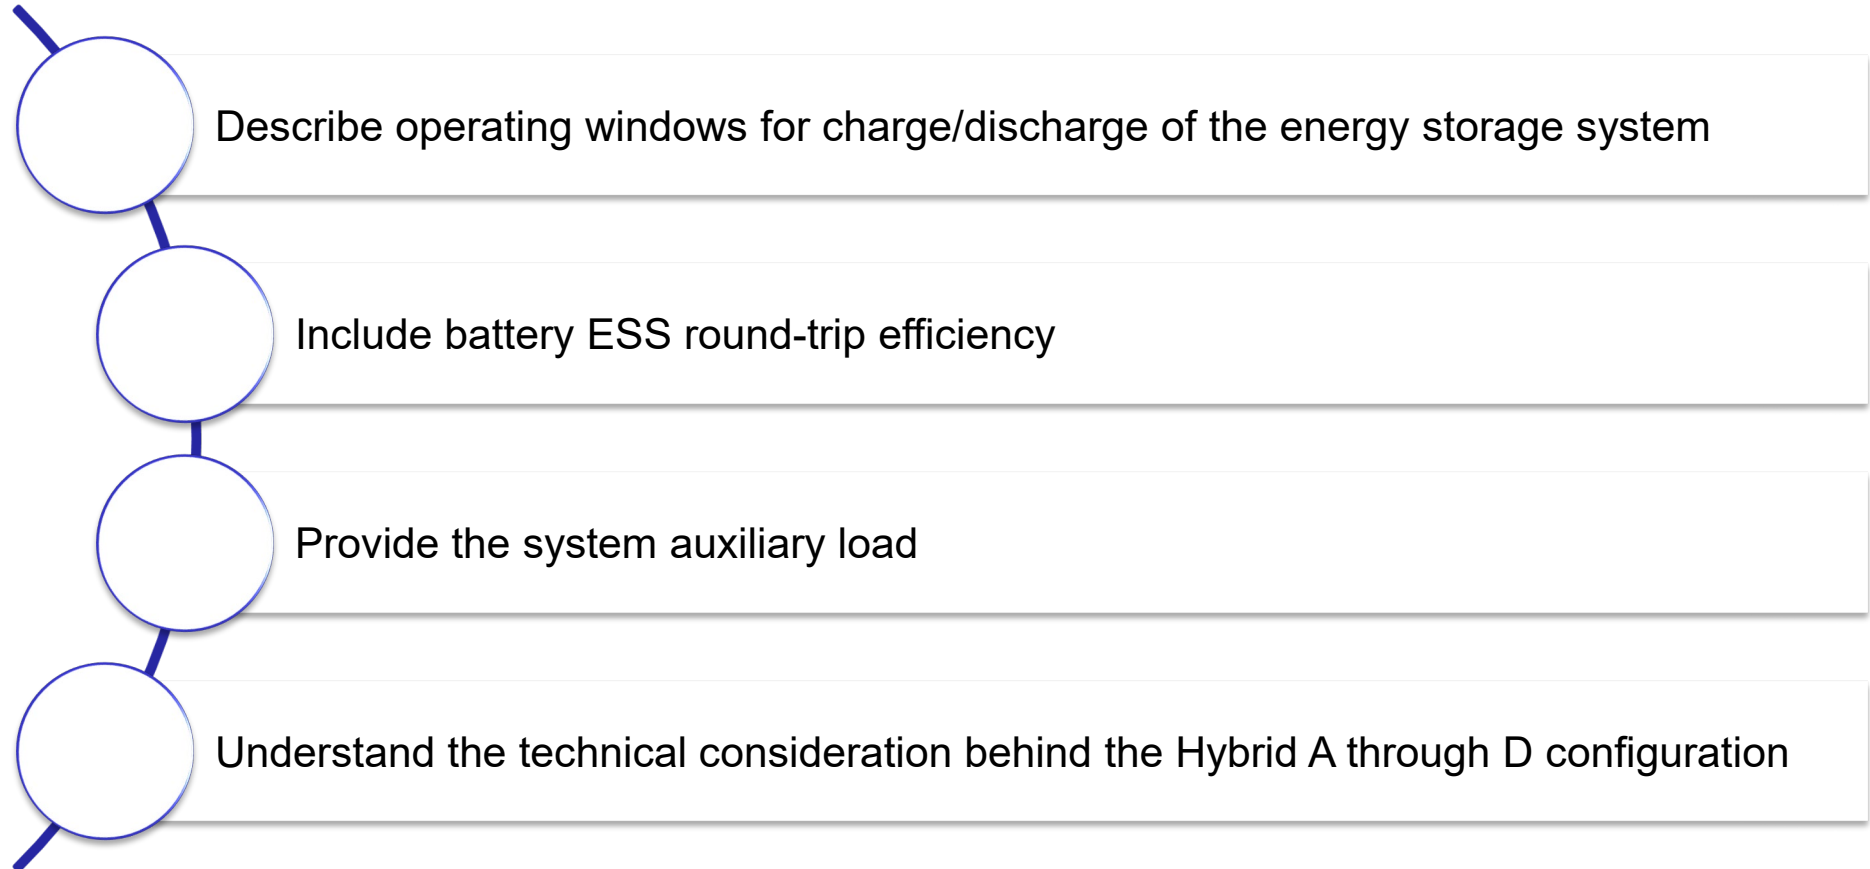 Describe operating windows for charge/discharge of the energy storage system
Include battery ESS round-trip efficiency
Provide the system auxiliary load
Understand the technical consideration behind the Hybrid A through D configuration